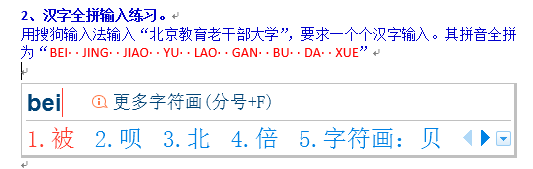 2、汉字全拼输入练习。
用搜狗输入法输入“北京教育老干部大学”，要求一个个汉字输入。其拼音全拼
为“BEI··JING··JIAO··YU··LAO··GAN··BU··DA··XUE”
bei 更多字符画(分号+F)
1.被 2.呗 3.北 4.倍 5.字符画：贝